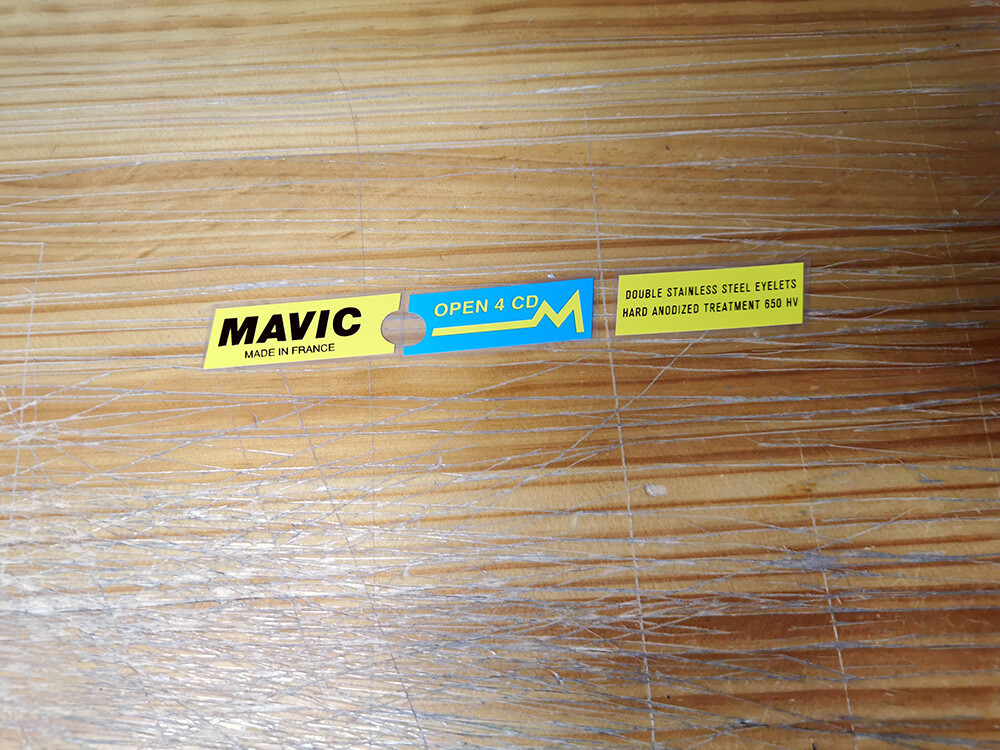 MAVIC
MADE IN FRANCE
OPEN 4 CD
DOUBLE STAINLESS STEEL EYELETS
HARD ANODIZED TREATMENT 650 HV